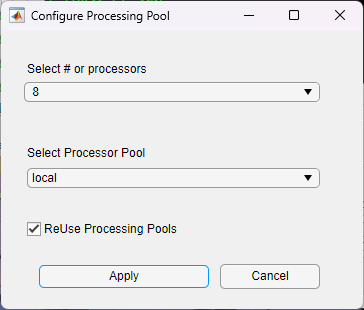 Configure Processing Pool
Select # or processors
8
Select Processor Pool
local
ReUse Processing Pools
Apply
Cancel